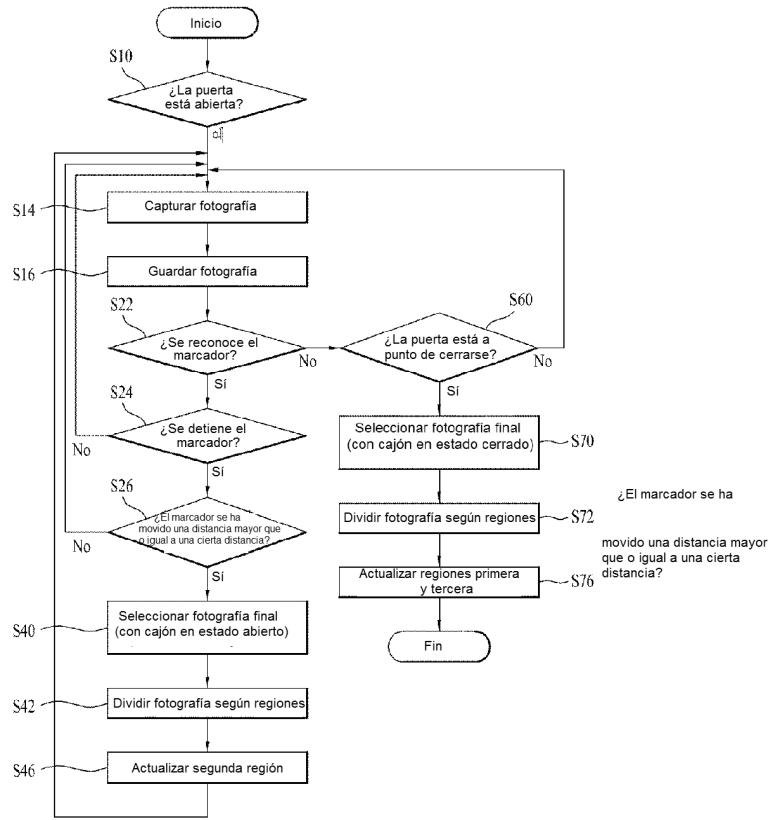 Inicio
S10
¿La puerta
está abierta?
S14
Capturar fotografía
S16
Guardar fotografía
S22
¿Se reconoce el
marcador?
No
Sí
S60
¿La puerta está a
punto de cerrarse?
No
Sí
S24
¿Se detiene el
marcador?
No
Sí
S26
¿El marcador se ha
movido una distancia mayor que
o igual a una cierta
distancia?
No
Sí
S40
Seleccionar fotografía final
(con cajón en estado abierto)
S42
Dividir fotografía según regiones
S46
Actualizar segunda región
Seleccionar fotografía final
(con cajón en estado cerrado)
S70
Dividir fotografía según regiones
S72
Actualizar regiones primera
y tercera
S76
Fin
¿El marcador se ha
movido una distancia mayor
que o igual a una cierta
distancia?